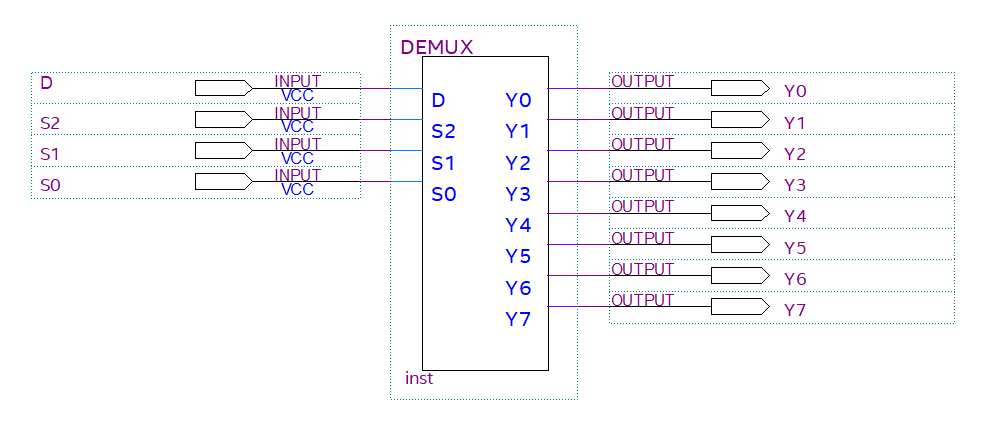 DEMUX
D INPUT VCC D Y0 OUTPUT Y0
S2 INPUT VCC S2 Y1 OUTPUT Y1
S1 INPUT VCC S1 Y2 OUTPUT Y2
S0 INPUT VCC S0 Y3 OUTPUT Y3
Y4 OUTPUT Y4
Y5 OUTPUT Y5
Y6 OUTPUT Y6
Y7 OUTPUT Y7
inst